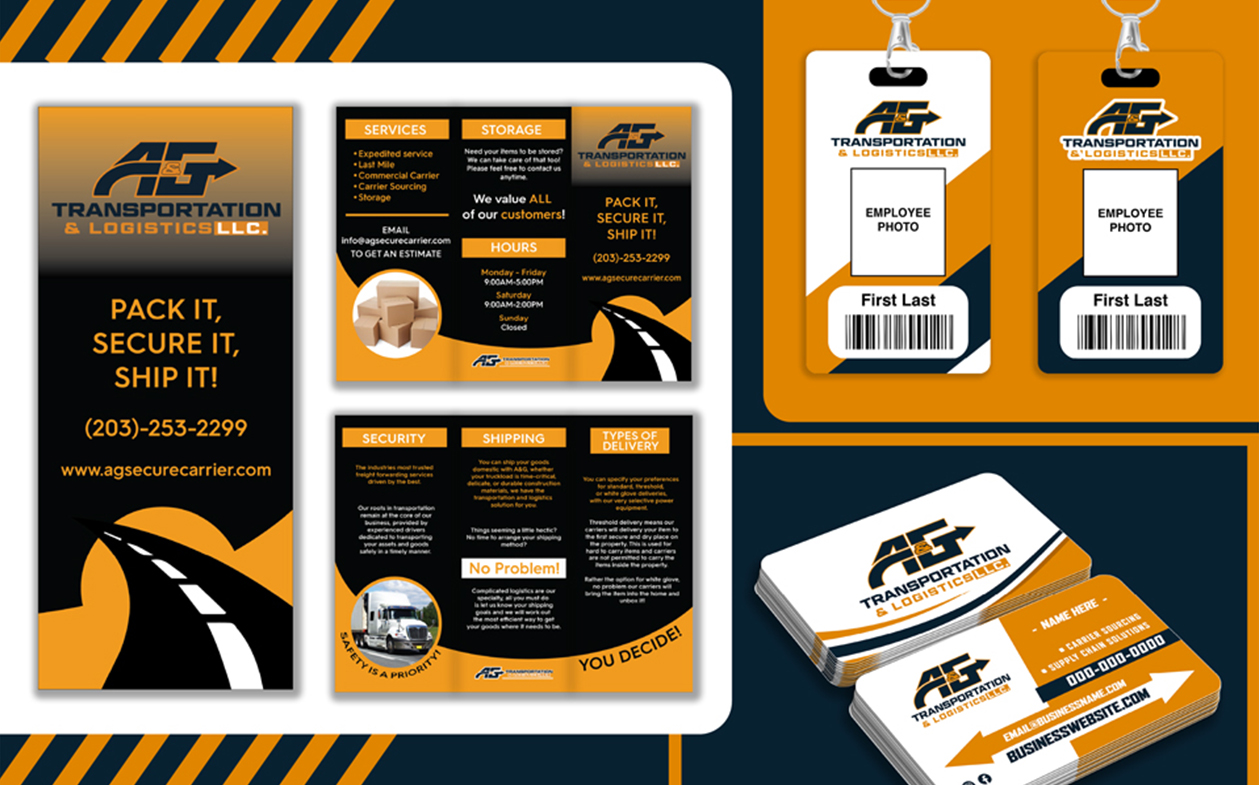 A&G
TRANSPORTATION
& LOGISTICS LLC.
PACK IT,
SECURE IT,
SHIP IT!
(203)-253-2299
www.agsecurecarrier.com
SERVICES
• Expedited service
• Last Mile
• Commercial Carrier
• Carrier Sourcing
• Storage
EMAIL
info@agsecurecarrier.com
TO GET AN ESTIMATE
STORAGE
Need your items to be stored?
We can take care of that too!
Please feel free to contact us
anytime.
We value ALL
of our customers!
HOURS
Monday - Friday
9:00AM-5:00PM
Saturday
9:00AM-2:00PM
Sunday
Closed
A&G TRANSPORTATION
A&G
TRANSPORTATION
& LOGISTICS LLC.
PACK IT,
SECURE IT,
SHIP IT!
(203)-253-2299
www.agsecurecarrier.com
SECURITY
The industries most trusted
freight forwarding services
driven by the best.
Our roots in transportation
remain at the core of our
business, provided by
experienced drivers
dedicated to transporting
your assets and goods
safely in a timely manner.
SAFETY IS A PRIORITY!
SHIPPING
You can ship your goods
domestic with A&G, whether
your truckload is time-critical,
delicate, or durable construction
materials, we have the
transportation and logistics
solution for you.
Things seeming a little hectic?
No time to arrange your shipping
method?
No Problem!
Complicated logistics are our
specialty, all you must do
is let us know your shipping
goals and we will work out
the most efficient way to get
your goods where it needs to be.
A&G TRANSPORTATION
TYPES OF
DELIVERY
You can specify your preferences
for standard, threshold,
or white glove deliveries,
with our very selective power
equipment.
Threshold delivery means our
carriers will delivery your item to
the first secure and dry place on
the property. This is used for
hard to carry items and carriers
are not permitted to carry the
items inside the property.
Rather the option for white glove,
no problem our carriers will
bring the item into the home and
unbox it!
YOU DECIDE!
A&G
TRANSPORTATION
& LOGISTICS LLC.
EMPLOYEE
PHOTO
First Last
A&G
TRANSPORTATION
& LOGISTICS LLC.
EMPLOYEE
PHOTO
First Last
A&G
TRANSPORTATION
& LOGISTICS LLC.
A&G
TRANSPORTATION
& LOGISTICS LLC.
- NAME HERE -
• CARRIER SOURCING
• SUPPLY CHAIN SOLUTIONS
000-000-0000
EMAIL@BUSINESSNAME.COM
BUSINESSWEBSITE.COM